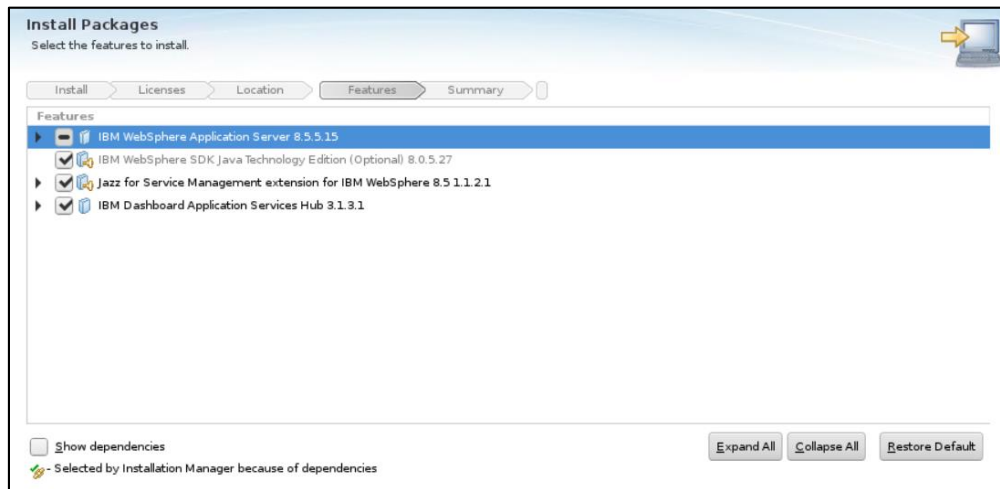 Install Packages
Select the features to install.
Install Licenses Location Features Summary
Features
IBM WebSphere Application Server 8.5.5.15
IBM WebSphere SDK Java Technology Edition (Optional) 8.0.5.27
Jazz for Service Management extension for IBM WebSphere 8.5 1.1.2.1
IBM Dashboard Application Services Hub 3.1.3.1
Show dependencies
Expand All Collapse All Restore Default
- Selected by Installation Manager because of dependencies